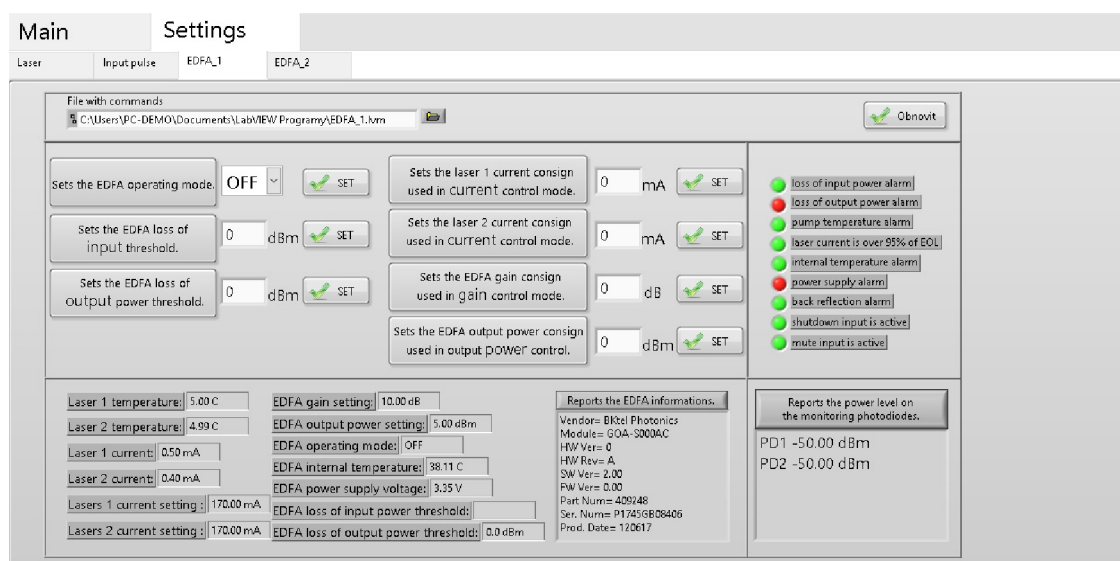 Main Settings
Laser Input pulse EDFA_1 EDFA_2
File with commands
C:\Users\PC-DEMO\Documents\LabVIEW Programy\EDFA_1.lvm
Obnovit
Sets the EDFA operating mode. OFF SET
Sets the EDFA loss of
input threshold.
0 dBm SET
Sets the EDFA loss of
output power threshold.
0 dBm SET
Sets the laser 1 current consign
used in current control mode.
0 mA SET
Sets the laser 2 current consign
used in current control mode.
0 mA SET
Sets the EDFA gain consign
used in gain control mode.
0 dB SET
Sets the EDFA output power consign
used in output power control.
0 dBm SET
loss of input power alarm
loss of output power alarm
pump temperature alarm
laser current is over 95% of EOL
internal temperature alarm
power supply alarm
back reflection alarm
shutdown input is active
mute input is active
Laser 1 temperature: 5.00 C
Laser 2 temperature: 4.99 C
Laser 1 current: 0.50 mA
Laser 2 current: 0.40 mA
Lasers 1 current setting : 170.00 mA
Lasers 2 current setting : 170.00 mA
EDFA gain setting: 10.00 dB
EDFA output power setting: 5.00 dBm
EDFA operating mode: OFF
EDFA internal temperature: 38.11 C
EDFA power supply voltage: 3.35 V
EDFA loss of input power threshold:
EDFA loss of output power threshold: 0.0 dBm
Reports the EDFA informations.
Vendor= BKtel Photonics
Module= GOA-S000AC
HW Ver= 0
HW Rev= A
SW Ver= 2.00
FW Ver= 0.00
Part Num= 409248
Ser. Num= P1745GB08406
Prod. Date= 120617
Reports the power level on
the monitoring photodiodes.
PD1 -50.00 dBm
PD2 -50.00 dBm